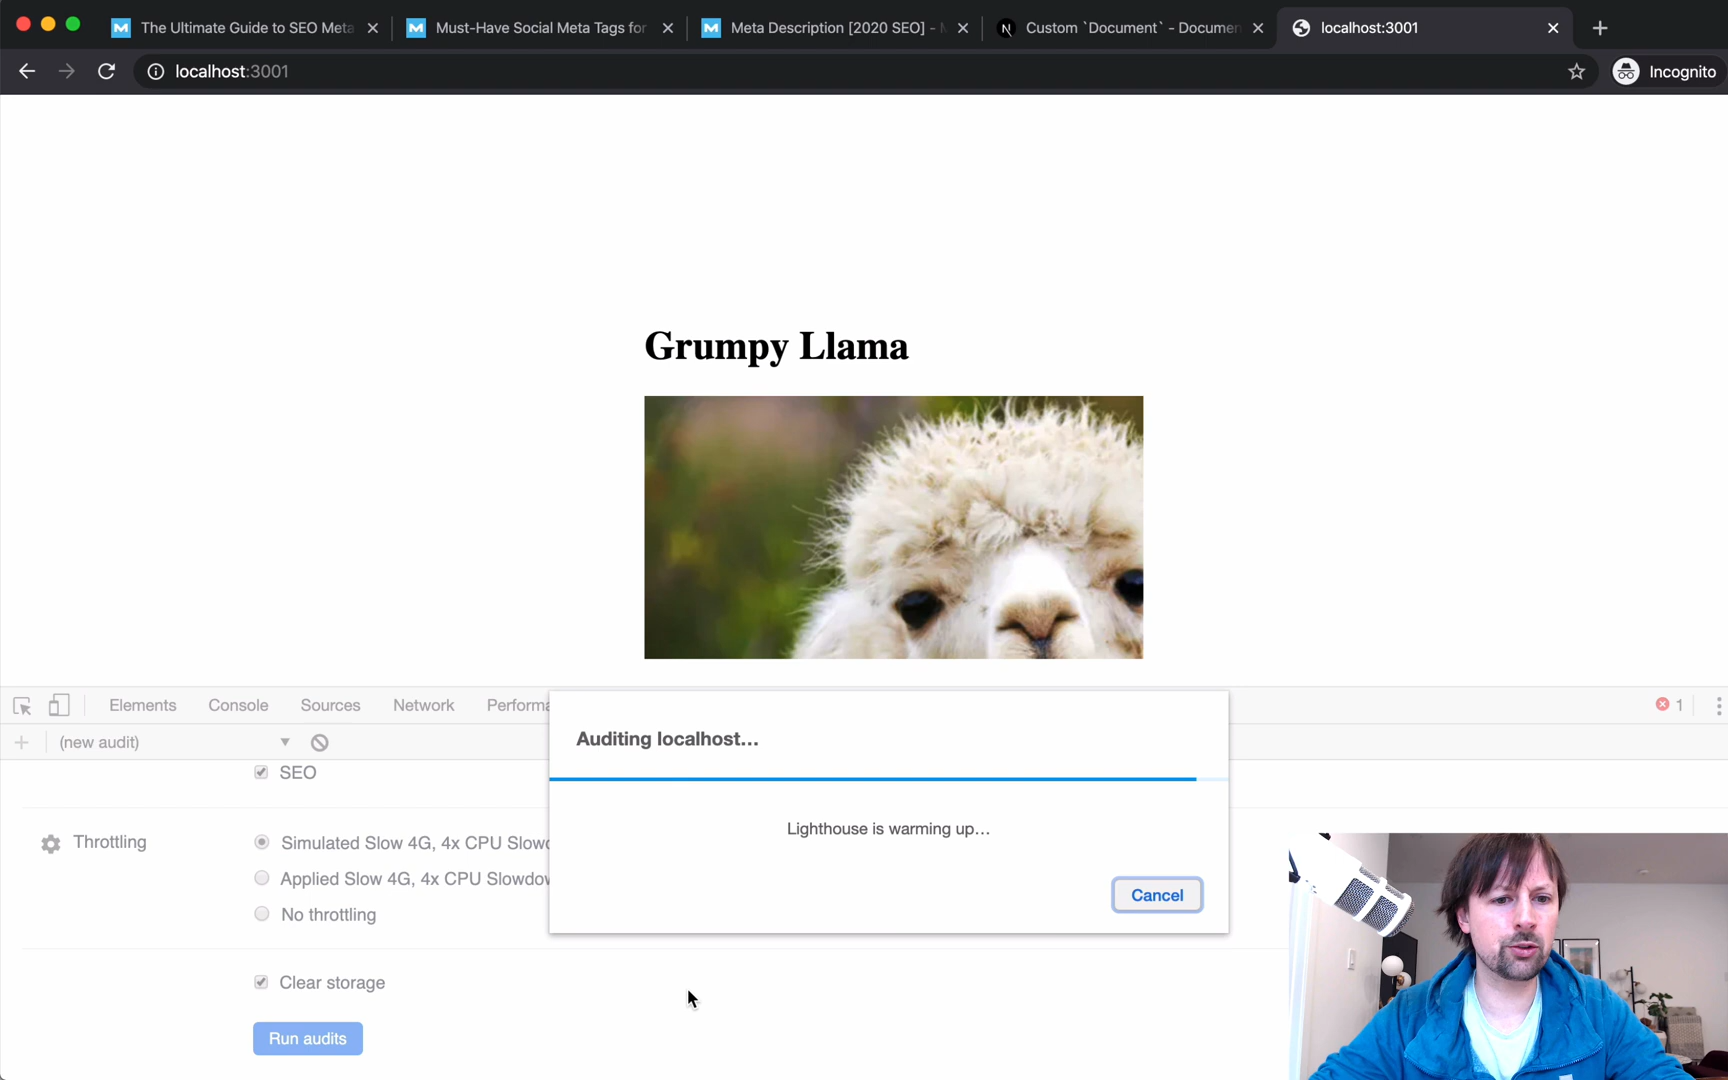 The Ultimate Guide to SEO Meta
Must-Have Social Meta Tags for
Meta Description [2020 SEO] -
Custom `Document` - Documen
localhost:3001
localhost:3001
Incognito
Grumpy Llama
Elements
Console
Sources
Network
Performa
1
(new audit)
Auditing localhost...
SEO
Lighthouse is warming up...
Throttling
Simulated Slow 4G, 4x CPU Slowd
Applied Slow 4G, 4x CPU Slowdow
No throttling
Cancel
Clear storage
Run audits